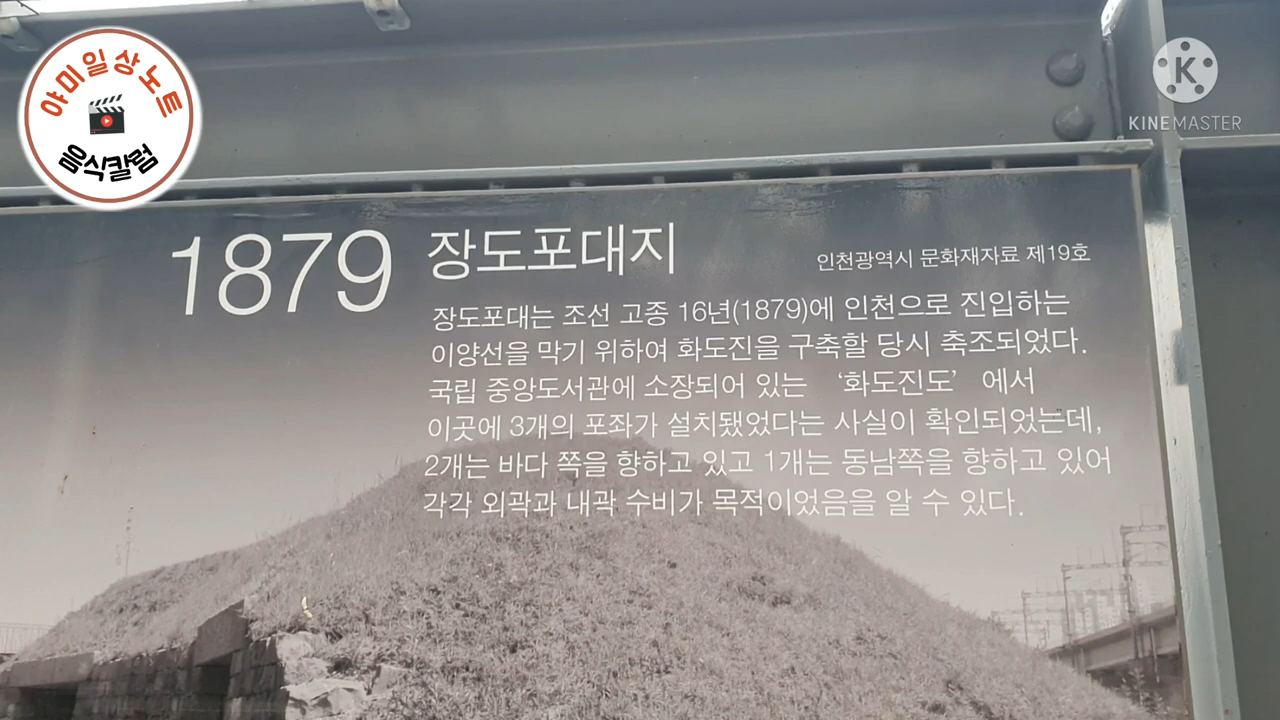 야미일상노트
음식칼럼
K
KINEMASTER
1879 장도포대지
인천광역시 문화재자료 제19호
장도포대는 조선 고종 16년(1879)에 인천으로 진입하는
이양선을 막기 위하여 화도진을 구축할 당시 축조되었다.
국립 중앙도서관에 소장되어 있는 ‘화도진도’ 에서
이곳에 3개의 포좌가 설치됐었다는 사실이 확인되었는데,
2개는 바다 쪽을 향하고 있고 1개는 동남쪽을 향하고 있어
각각 외곽과 내곽 수비가 목적이었음을 알 수 있다.